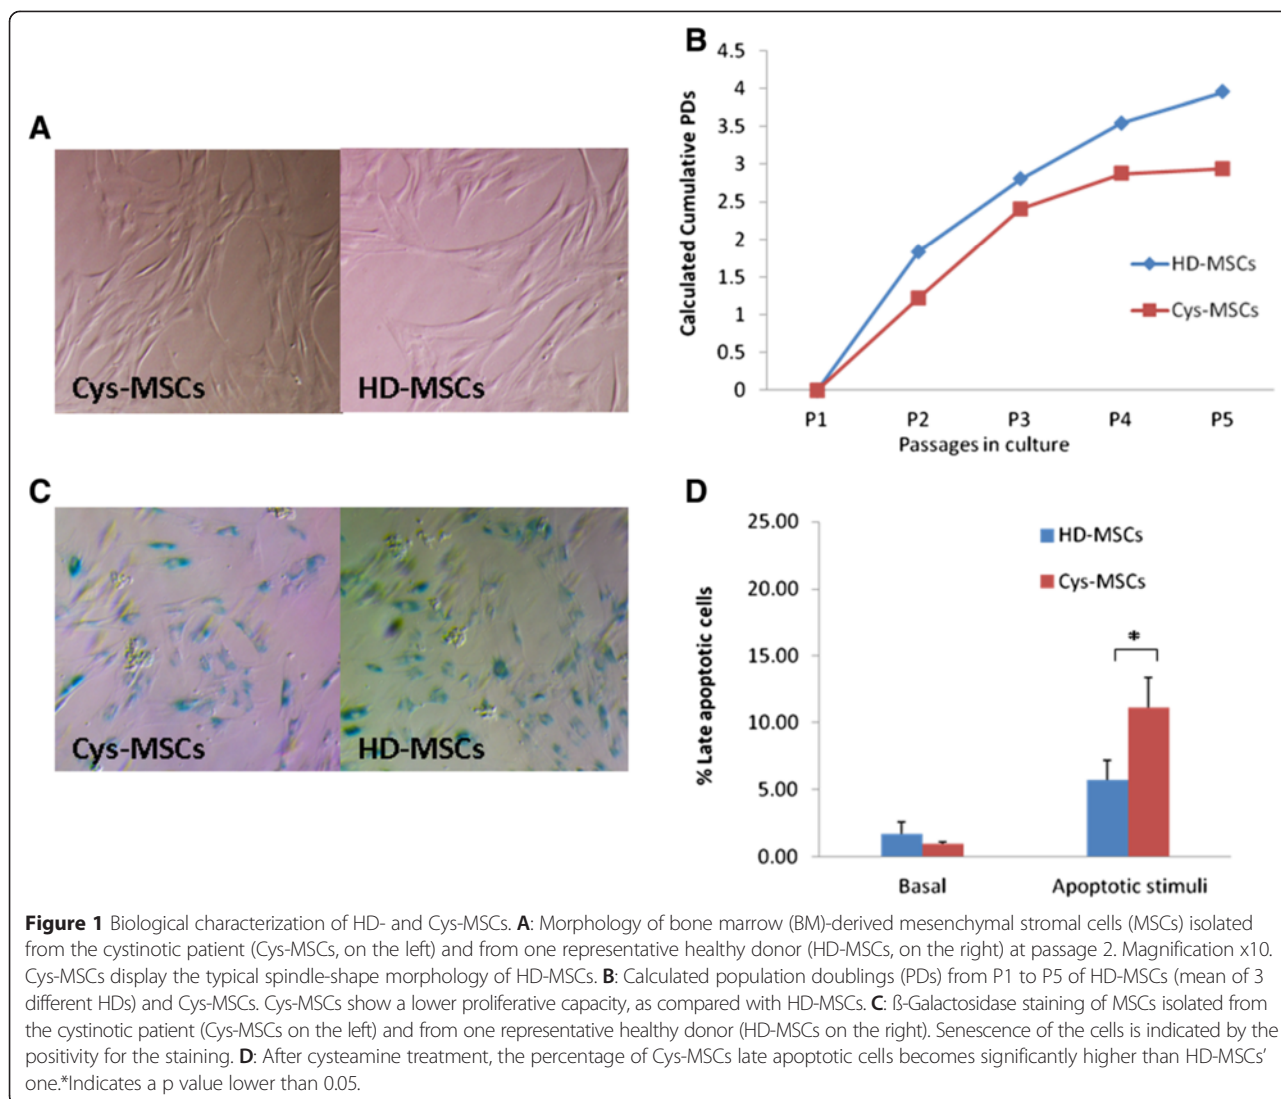 A
Cys-MSCs
HD-MSCs
B
Calculated Cumulative PDs
4.5
4
3.5
3
2.5
2
1.5
1
0.5
0
P1 P2 P3 P4 P5
Passages in culture
HD-MSCs
Cys-MSCs
C
Cys-MSCs
HD-MSCs
D
% Late apoptotic cells
25.00
20.00
15.00
10.00
5.00
0.00
HD-MSCs
Cys-MSCs
*
Basal Apoptotic stimuli
Figure 1 Biological characterization of HD- and Cys-MSCs. A: Morphology of bone marrow (BM)-derived mesenchymal stromal cells (MSCs) isolated
from the cystinotic patient (Cys-MSCs, on the left) and from one representative healthy donor (HD-MSCs, on the right) at passage 2. Magnification x10.
Cys-MSCs display the typical spindle-shape morphology of HD-MSCs. B: Calculated population doublings (PDs) from P1 to P5 of HD-MSCs (mean of 3
different HDs) and Cys-MSCs. Cys-MSCs show a lower proliferative capacity, as compared with HD-MSCs. C: ß-Galactosidase staining of MSCs isolated from
the cystinotic patient (Cys-MSCs on the left) and from one representative healthy donor (HD-MSCs on the right). Senescence of the cells is indicated by the
positivity for the staining. D: After cysteamine treatment, the percentage of Cys-MSCs late apoptotic cells becomes significantly higher than HD-MSCs’
one.*Indicates a p value lower than 0.05.